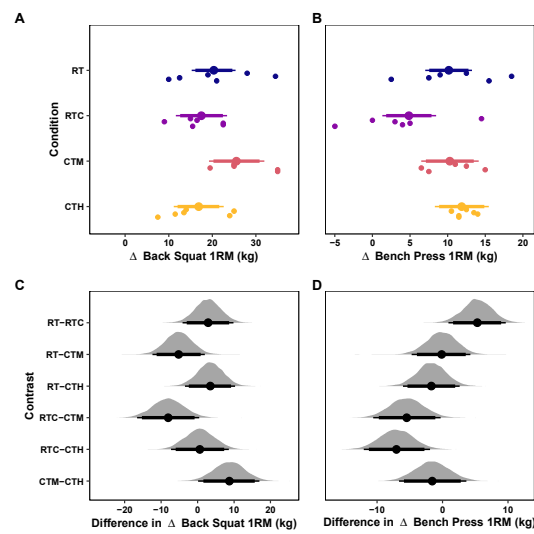 A
B
Condition
RT
RTC
CTM
CTH
0 10 20 30
−5 0 5 10 15 20
Δ Back Squat 1RM (kg)
Δ Bench Press 1RM (kg)
C
D
Contrast
RT−RTC
RT−CTM
RT−CTH
RTC−CTM
RTC−CTH
CTM−CTH
−20 −10 0 10 20
−10 0 10
Difference in Δ Back Squat 1RM (kg)
Difference in Δ Bench Press 1RM (kg)